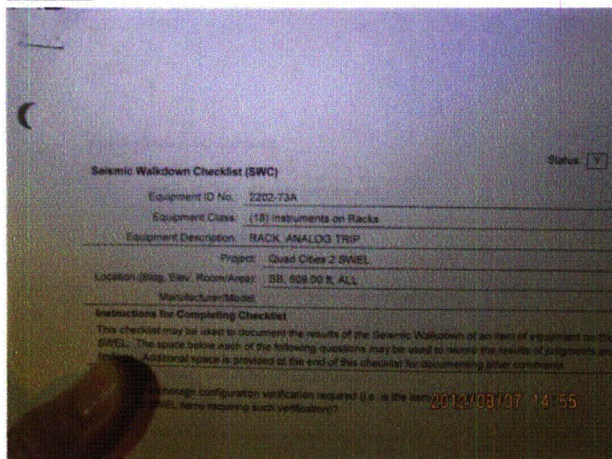 Status: Y
Seismic Walkdown Checklist (SWC)
Equipment ID No. 2202-73A
Equipment Class: (18) Instruments on Racks
Equipment Description: RACK, ANALOG TRIP
Project: Quad Cities 2 SWEL
Location (Bldg, Elev, Room/Area): SB, 609.00 ft, ALL
Manufacturer/Model:
Instructions for Completing Checklist
This checklist may be used to document the results of the Seismic Walkdown of an item of equipment on the
SWEL. The space below each of the following questions may be used to record the results of judgments and
Additional space is provided at the end of this checklist for documenting other comments.
configuration verification required (i.e. is the item
2012/08/07 14:55
items requiring such verification)?